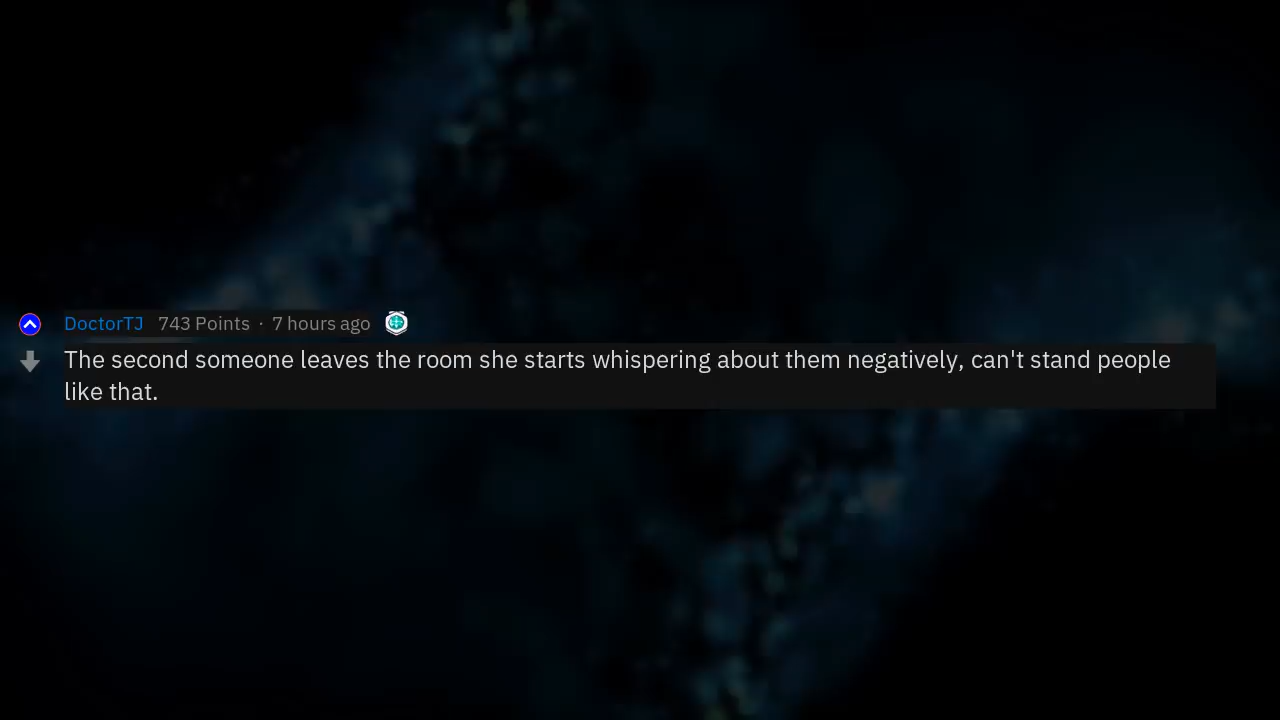 DoctorTJ 743 Points · 7 hours ago
The second someone leaves the room she starts whispering about them negatively, can't stand people
like that.